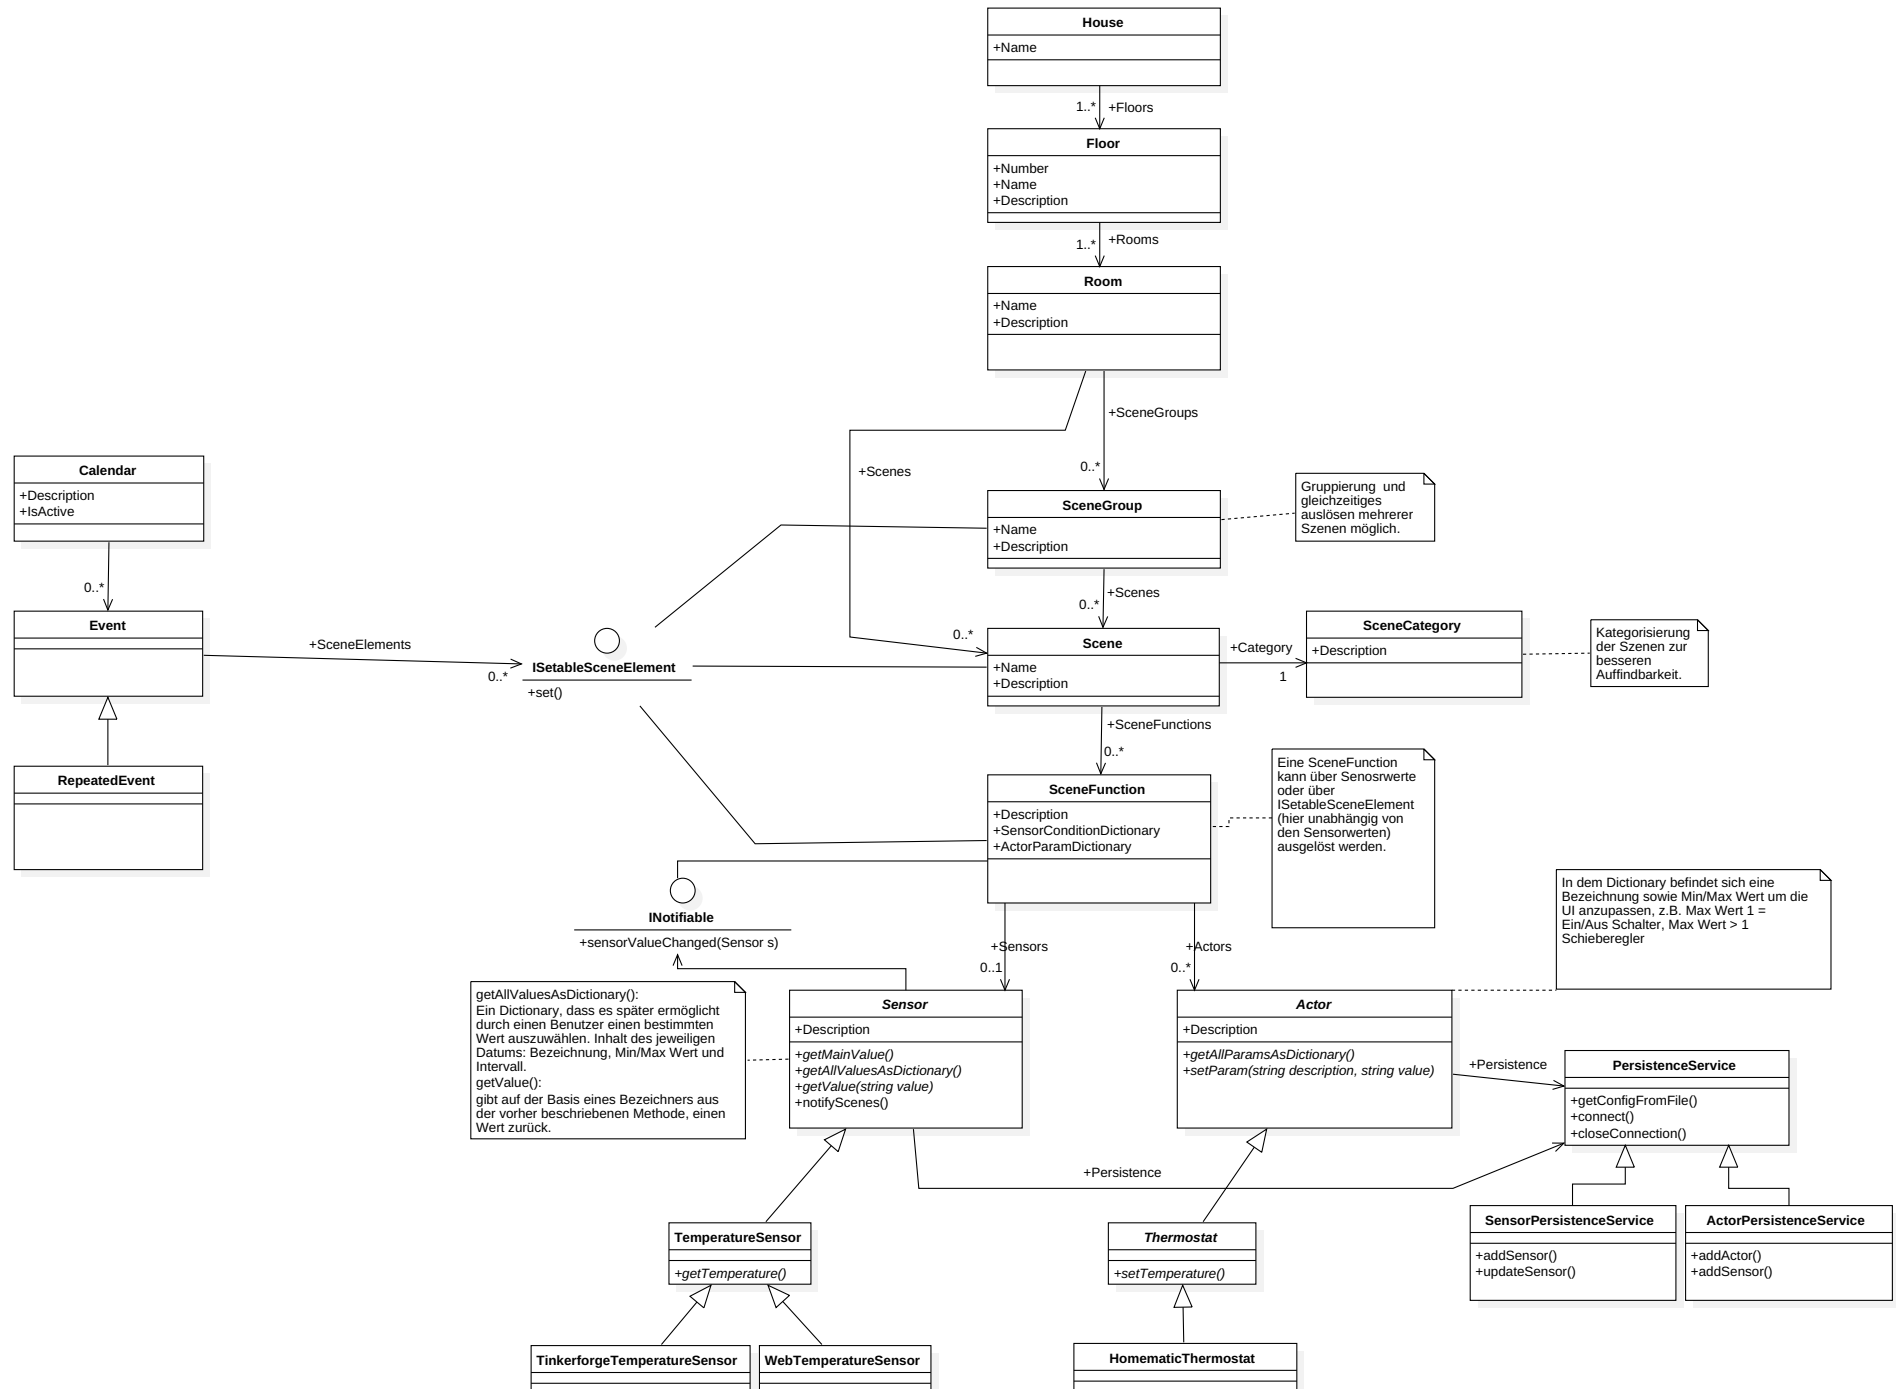 House
+Name
1..*
+Floors
Floor
+Number
+Name
+Description
1..*
+Rooms
Room
+Name
+Description
+SceneGroups
0..*
+Scenes
0..*
SceneGroup
+Name
+Description
Gruppierung  und
gleichzeitiges
auslösen mehrerer
Szenen möglich.
+Scenes
0..*
Calendar
+Description
+IsActive
0..*
Event
+SceneElements
0..*
RepeatedEvent
ISetableSceneElement
+set()
Scene
+Name
+Description
+Category
1
SceneCategory
+Description
Kategorisierung
der Szenen zur
besseren
Auffindbarkeit.
+SceneFunctions
0..*
SceneFunction
+Description
+SensorConditionDictionary
+ActorParamDictionary
Eine SceneFunction
kann über Senosrwerte
oder über
ISetableSceneElement
(hier unabhängig von
den Sensorwerten)
ausgelöst werden.
INotifiable
+sensorValueChanged(Sensor s)
+Sensors
0..1
+Actors
0..*
In dem Dictionary befindet sich eine
Bezeichnung sowie Min/Max Wert um die
UI anzupassen, z.B. Max Wert 1 =
Ein/Aus Schalter, Max Wert > 1
Schieberegler
getAllValuesAsDictionary():
Ein Dictionary, dass es später ermöglicht
durch einen Benutzer einen bestimmten
Wert auszuwählen. Inhalt des jeweiligen
Datums: Bezeichnung, Min/Max Wert und
Intervall.
getValue():
gibt auf der Basis eines Bezeichners aus
der vorher beschriebenen Methode, einen
Wert zurück.
Sensor
+Description
+getMainValue()
+getAllValuesAsDictionary()
+getValue(string value)
+notifyScenes()
Actor
+Description
+getAllParamsAsDictionary()
+setParam(string description, string value)
+Persistence
PersistenceService
+getConfigFromFile()
+connect()
+closeConnection()
+Persistence
SensorPersistenceService
+addSensor()
+updateSensor()
ActorPersistenceService
+addActor()
+addSensor()
TemperatureSensor
+getTemperature()
Thermostat
+setTemperature()
TinkerforgeTemperatureSensor
WebTemperatureSensor
HomematicThermostat